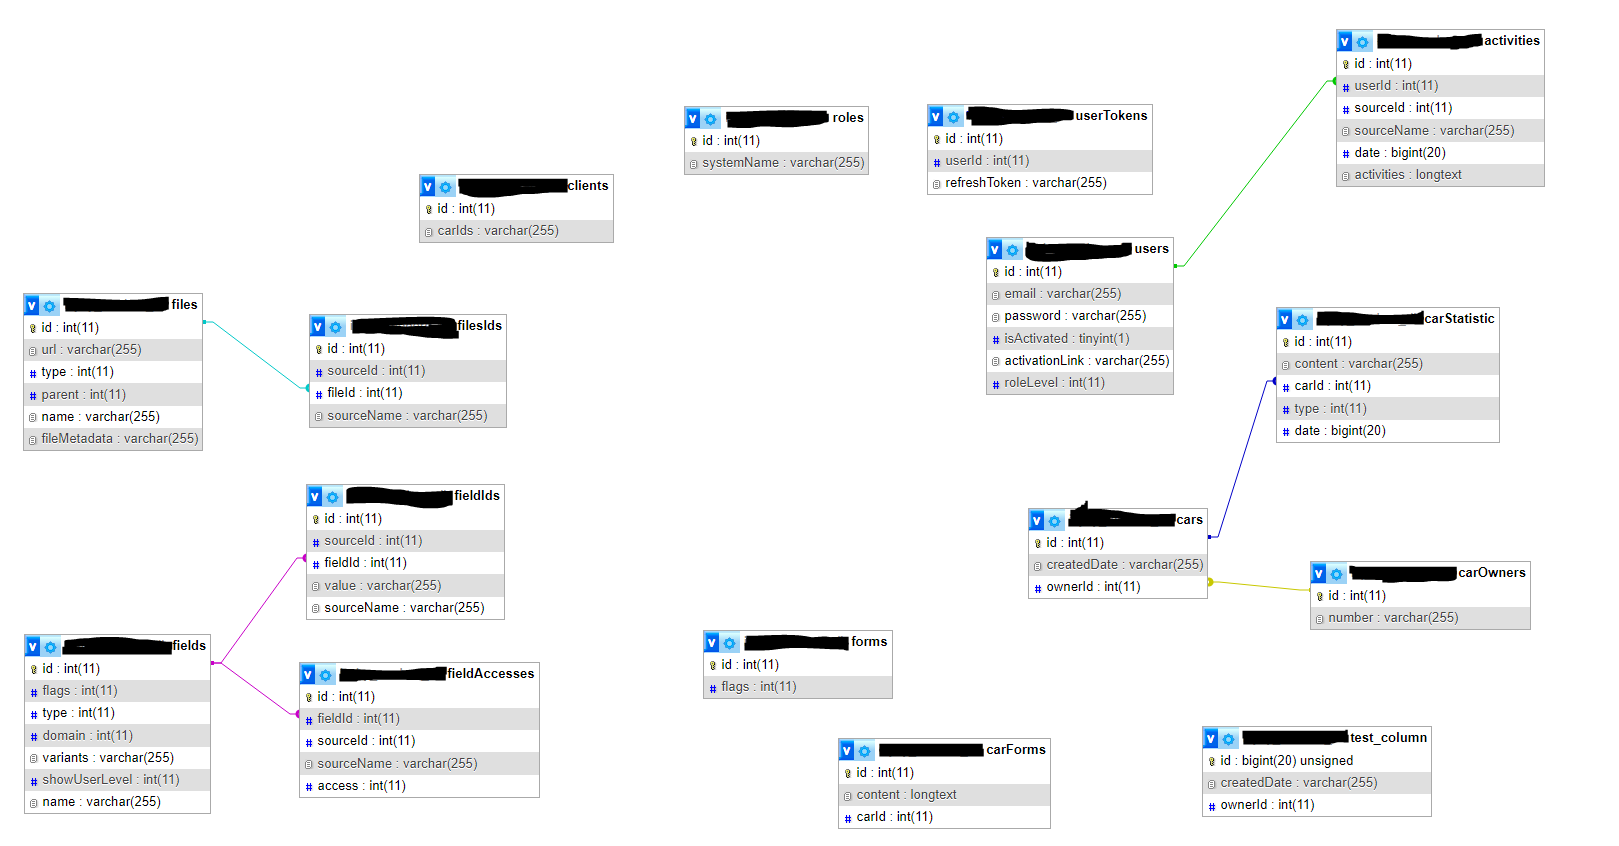 v activities
id : int(11)
userId : int(11)
sourceId : int(11)
sourceName : varchar(255)
date : bigint(20)
activities : longtext
v roles
id : int(11)
systemName : varchar(255)
v userTokens
id : int(11)
userId : int(11)
refreshToken : varchar(255)
v clients
id : int(11)
carIds : varchar(255)
v users
id : int(11)
email : varchar(255)
password : varchar(255)
isActivated : tinyint(1)
activationLink : varchar(255)
roleLevel : int(11)
v files
id : int(11)
url : varchar(255)
type : int(11)
parent : int(11)
name : varchar(255)
fileMetadata : varchar(255)
v filesIds
id : int(11)
sourceId : int(11)
fileId : int(11)
sourceName : varchar(255)
v carStatistic
id : int(11)
content : varchar(255)
carId : int(11)
type : int(11)
date : bigint(20)
v fieldIds
id : int(11)
sourceId : int(11)
fieldId : int(11)
value : varchar(255)
sourceName : varchar(255)
v cars
id : int(11)
createdDate : varchar(255)
ownerId : int(11)
v carOwners
id : int(11)
number : varchar(255)
v fields
id : int(11)
flags : int(11)
type : int(11)
domain : int(11)
variants : varchar(255)
showUserLevel : int(11)
name : varchar(255)
v fieldAccesses
id : int(11)
fieldId : int(11)
sourceId : int(11)
sourceName : varchar(255)
access : int(11)
v forms
id : int(11)
flags : int(11)
v carForms
id : int(11)
content : longtext
carId : int(11)
v test_column
id : bigint(20) unsigned
createdDate : varchar(255)
ownerId : int(11)